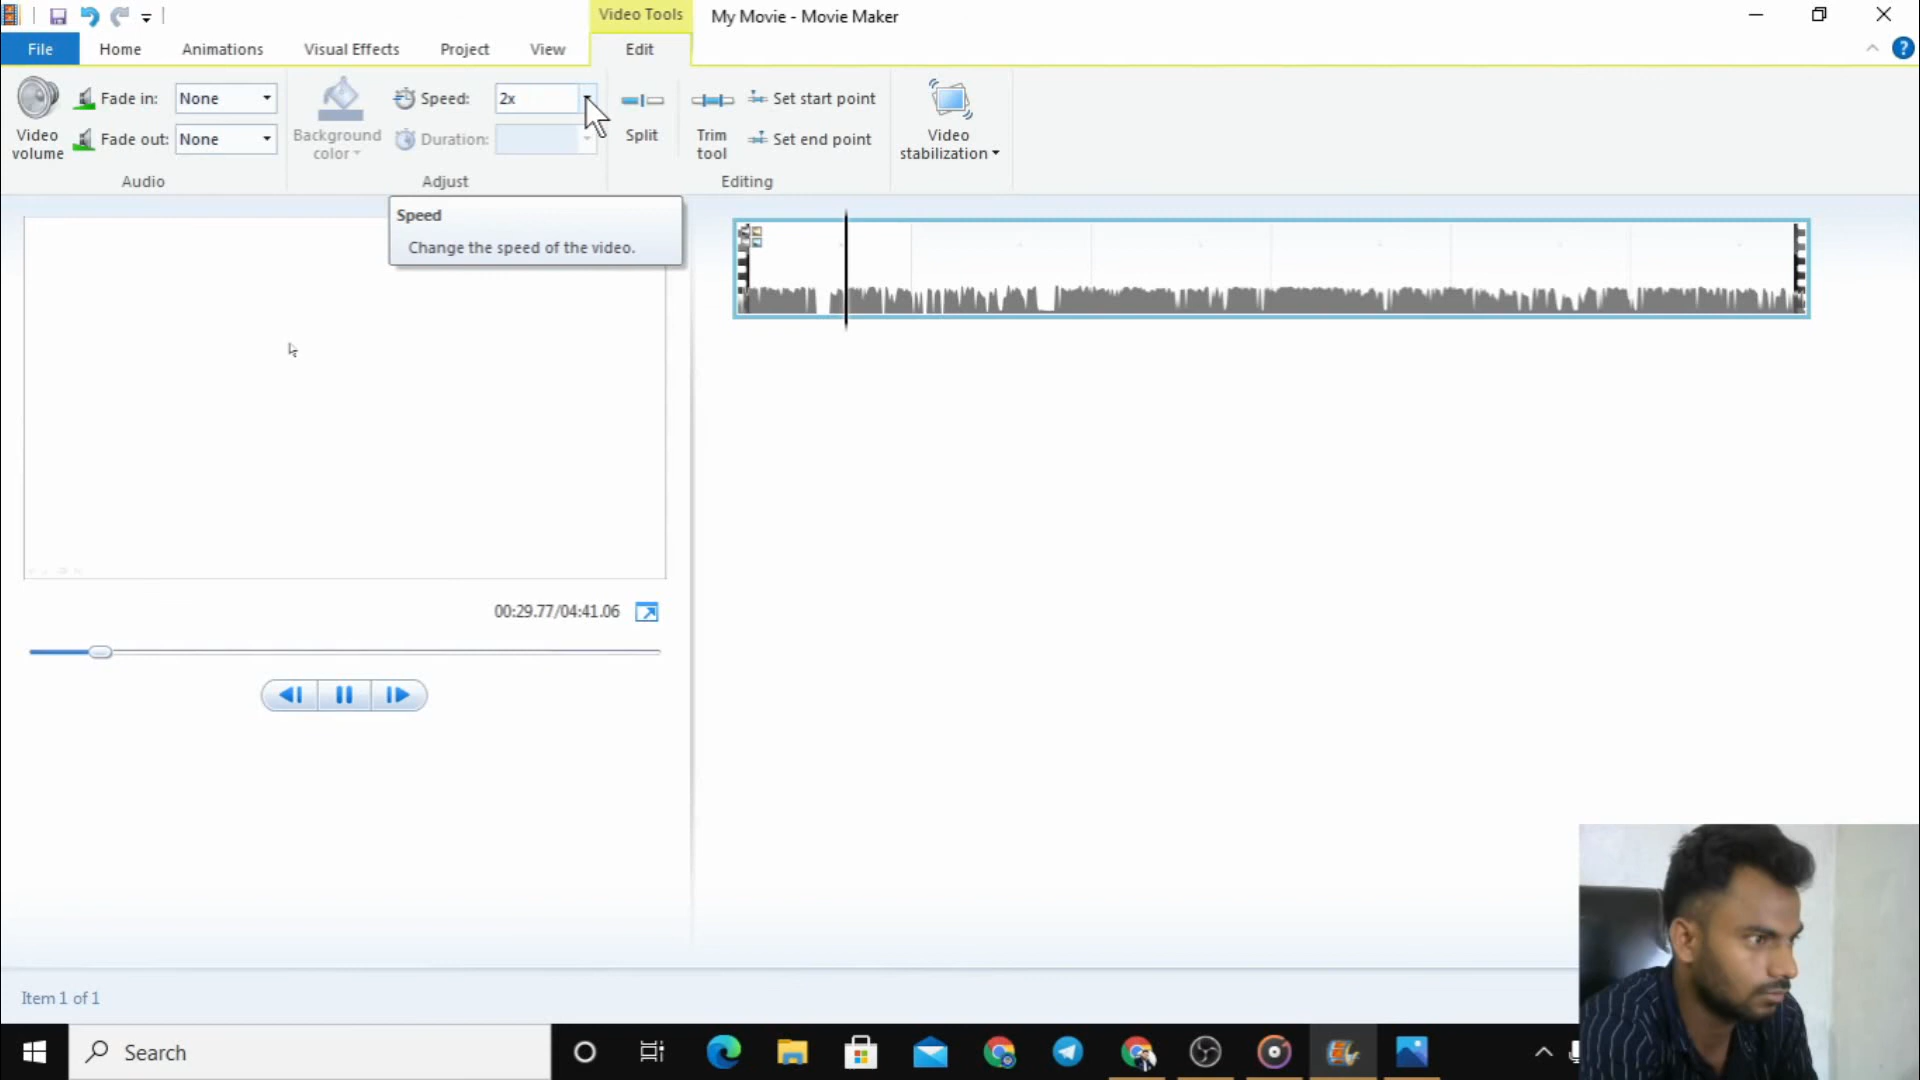 Video Tools
My Movie - Movie Maker
File
Home
Animations
Visual Effects
Project
View
Edit
Video volume
Fade in:
None
Fade out:
None
Audio
Background color
Speed:
2x
Duration:
Adjust
Split
Trim tool
Set start point
Set end point
Editing
Video stabilization
Speed
Change the speed of the video.
00:29.77/04:41.06
Item 1 of 1
Search